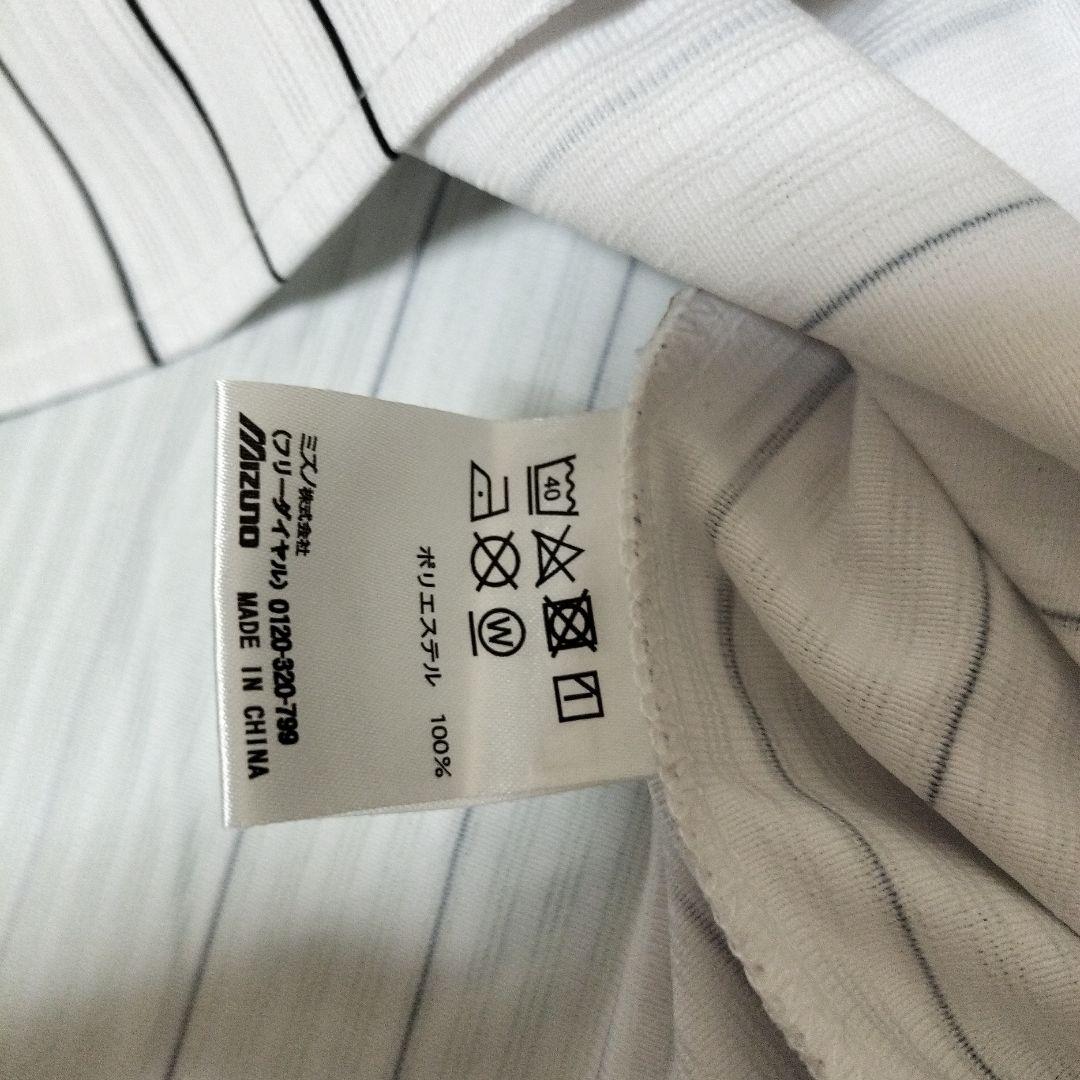 40
W
ポリエステル 100%
ミズノ株式会社
(フリーダイヤル) 0120-320-799
MIZUNO MADE IN CHINA